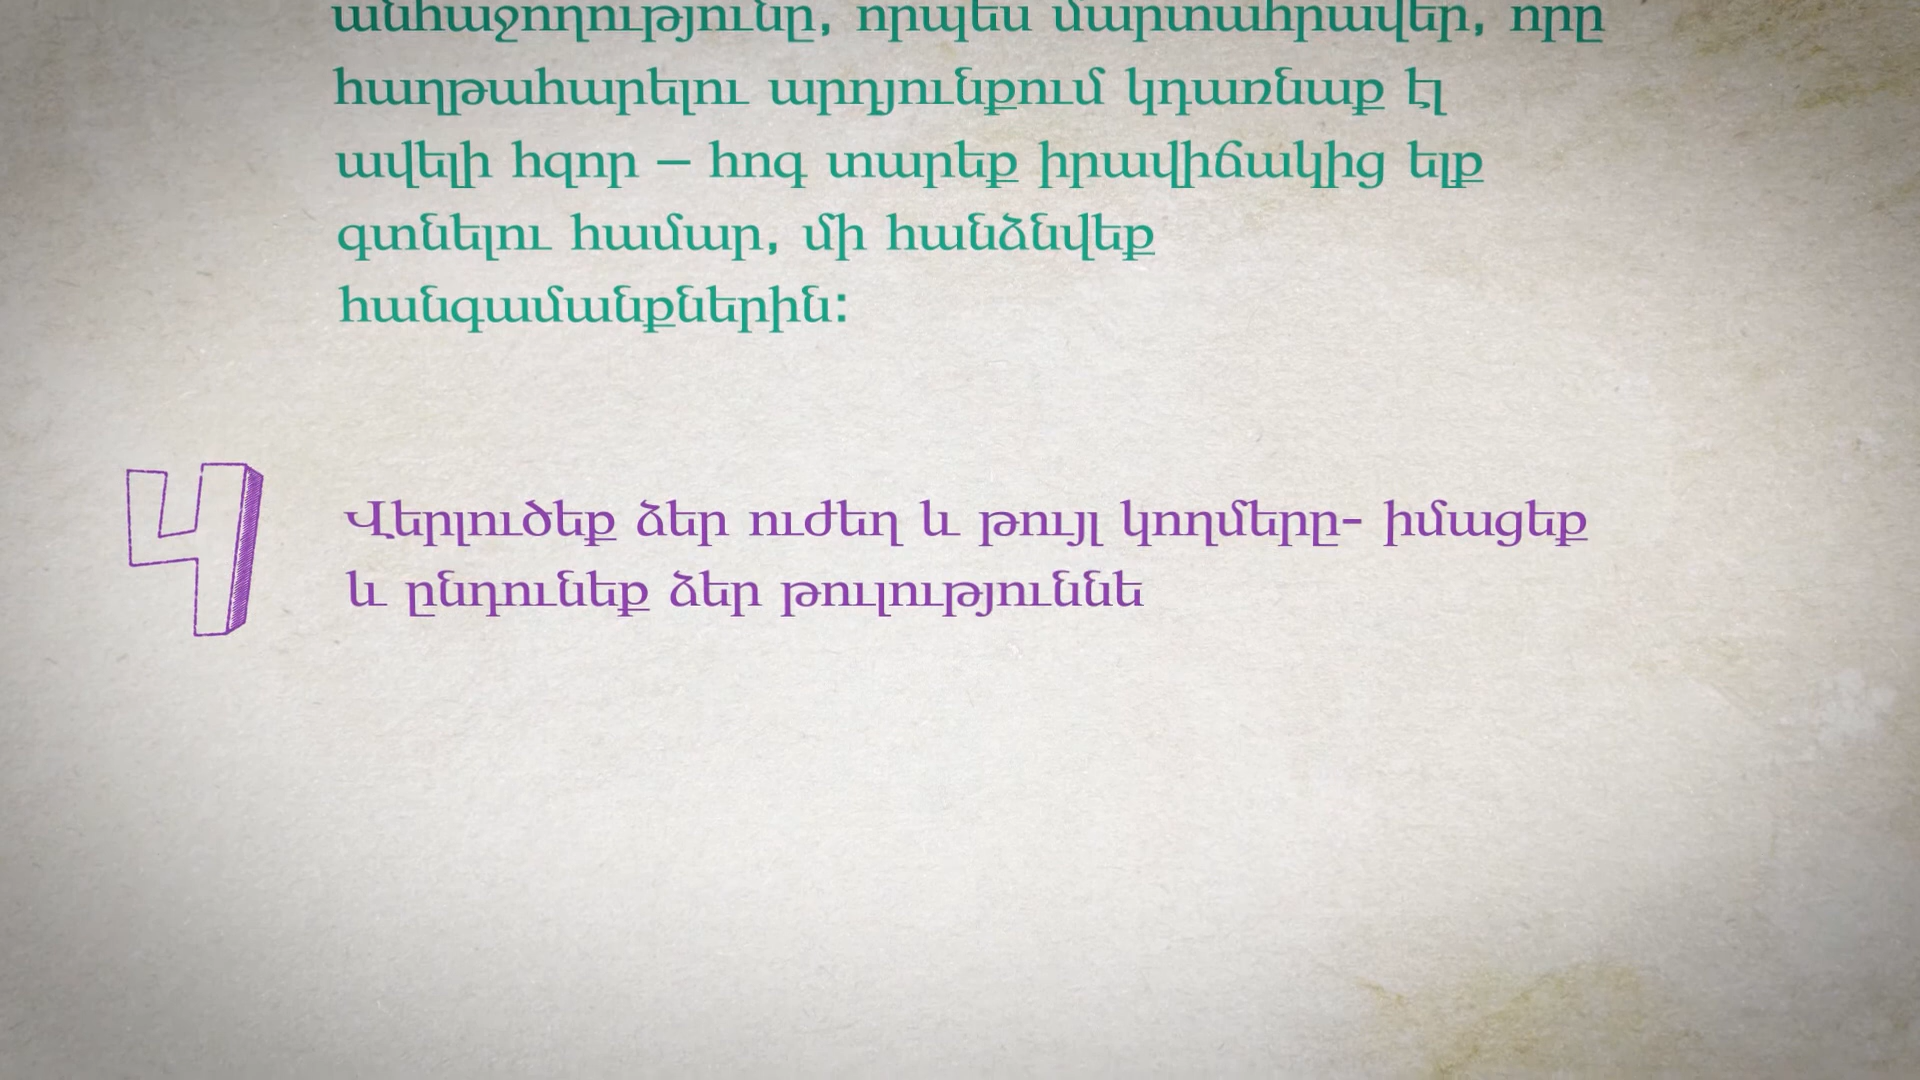 անհաջողությունը, որպես մարտահրավեր, որը
հաղթահարելու արդյունքում կդառնաք էլ
ավելի հզոր – հոգ տարեք իրավիճակից ելք
գտնելու համար, մի հանձնվեք
հանգամանքներին:
4
Վերլուծեք ձեր ուժեղ և թույլ կողմերը- իմացեք
և ընդունեք ձեր թուլություննե